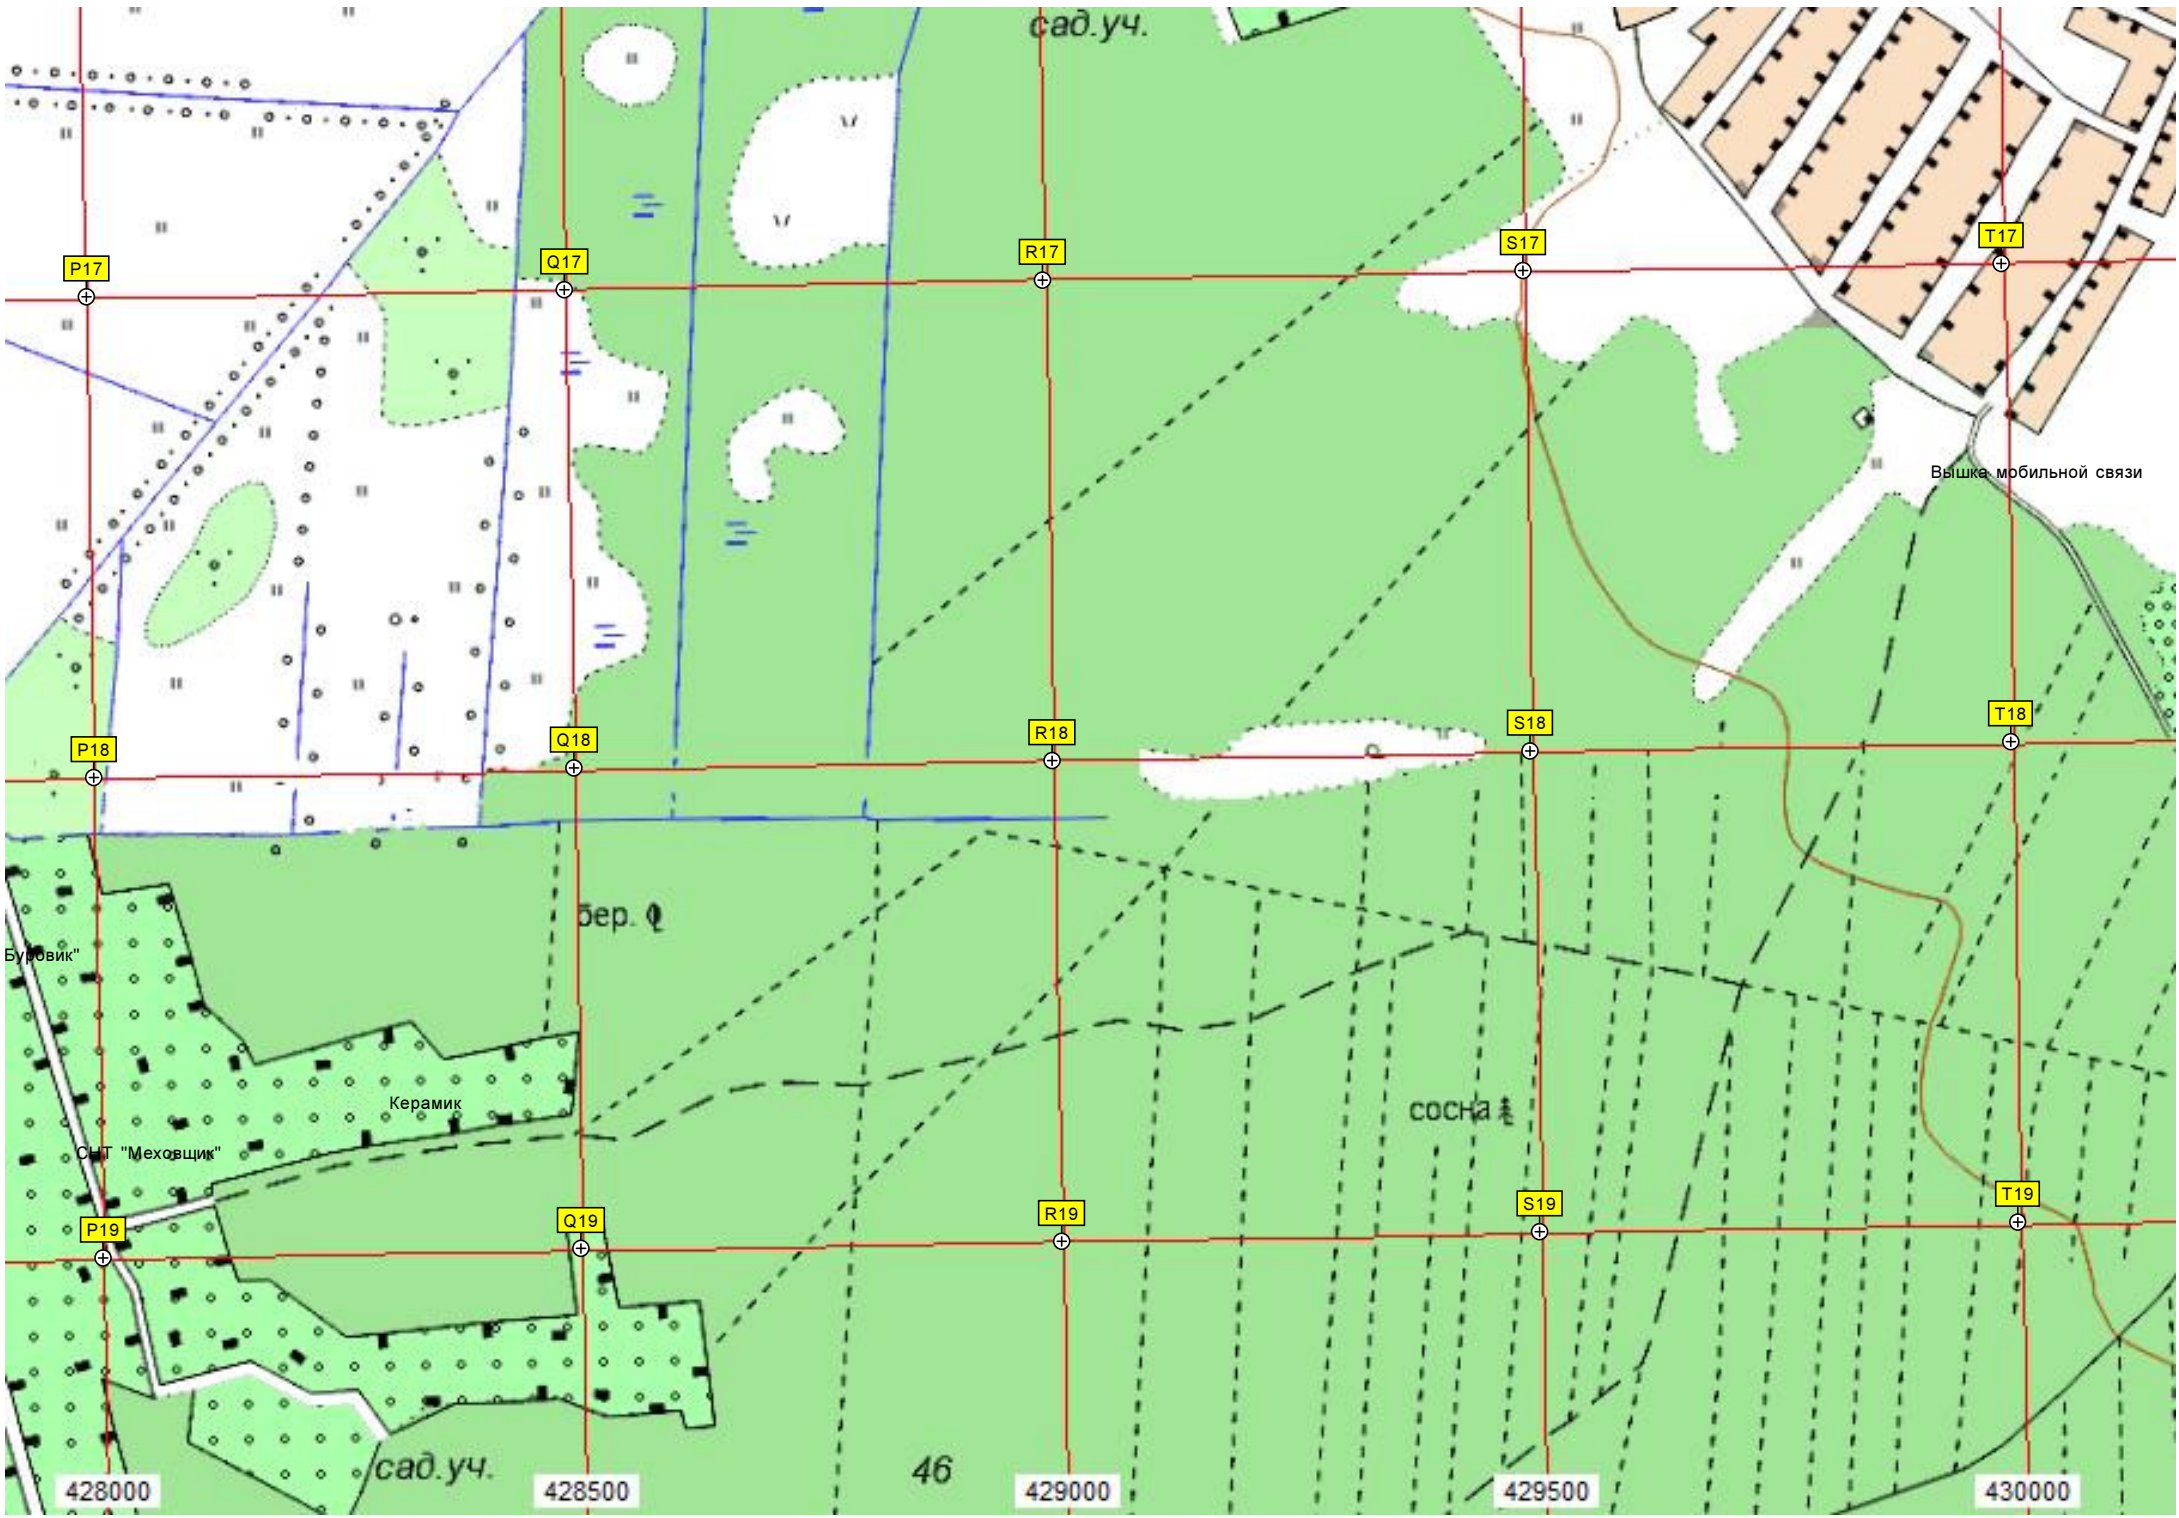 сад.уч.
P17
Q17
R17
S17
T17
Вышка мобильной связи
P18
Q18
R18
S18
T18
бер.
Буровик"
Керамик
сосна
СНТ "Меховщик"
P19
Q19
R19
S19
T19
сад.уч.
46
428000
428500
429000
429500
430000